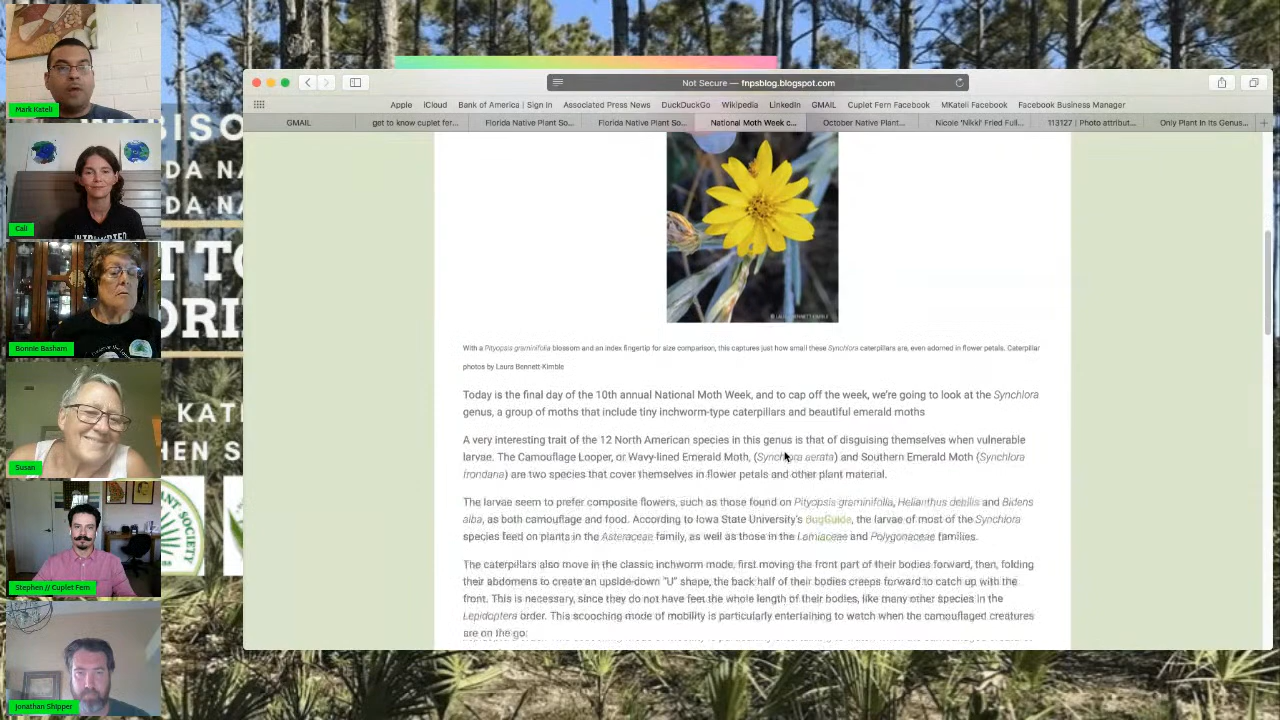 Mark Kateli
Cali
Bonnie Basham
Susan
Stephen // Cuplet Fern
Jonathan Shipper
Not Secure — fnpsblog.blogspot.com
Apple iCloud Bank of America | Sign In Associated Press News DuckDuckGo Wikipedia LinkedIn GMAIL Cuplet Fern Facebook MKateli Facebook Facebook Business Manager
GMAIL get to know cuplet fer... Florida Native Plant So... Florida Native Plant So... National Moth Week c... October Native Plant... Nicole 'Nikki' Fried Full... 113127 | Photo attribut... Only Plant In Its Genus...
With a Pityopsis graminifolia blossom and an index fingertip for size comparison, this captures just how small these Synchlora caterpillars are, even adorned in flower petals. Caterpillar
photos by Laura Bennett-Kimble
Today is the final day of the 10th annual National Moth Week, and to cap off the week, we're going to look at the Synchlora
genus, a group of moths that include tiny inchworm-type caterpillars and beautiful emerald moths
A very interesting trait of the 12 North American species in this genus is that of disguising themselves when vulnerable
larvae. The Camouflage Looper, or Wavy-lined Emerald Moth, (Synchlora aerata) and Southern Emerald Moth (Synchlora
frondaria) are two species that cover themselves in flower petals and other plant material.
The larvae seem to prefer composite flowers, such as those found on Pityopsis graminifolia, Helianthus debilis and Bidens
alba, as both camouflage and food. According to Iowa State University's BugGuide, the larvae of most of the Synchlora
species feed on plants in the Asteraceae family, as well as those in the Lamiaceae and Polygonaceae families.
The caterpillars also move in the classic inchworm mode, first moving the front part of their bodies forward, then, folding
their abdomens to create an upside-down "U" shape, the back half of their bodies creeps forward to catch up with the
front. This is necessary, since they do not have feet the whole length of their bodies, like many other species in the
Lepidoptera order. This scooching mode of mobility is particularly entertaining to watch when the camouflaged creatures
are on the go:
BISO
DA NA
DA NA
T TO
ORI
KAT
HEN S
ANT SOCIETY